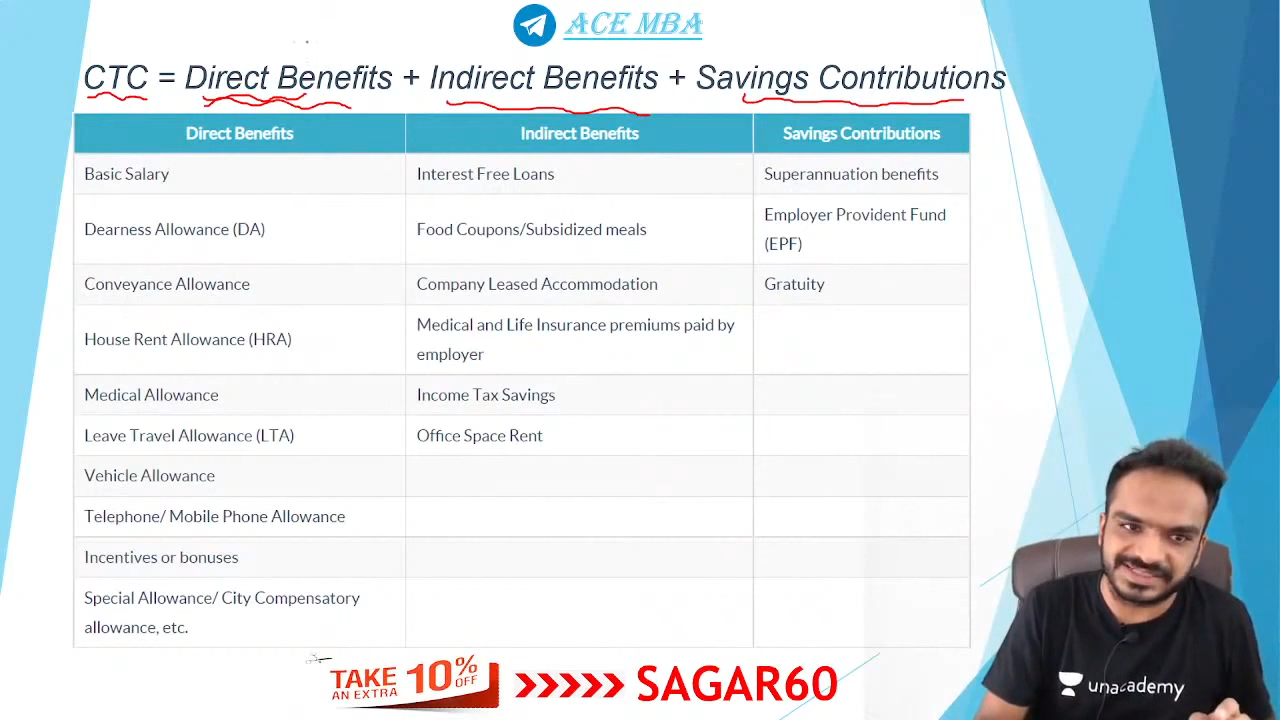 ACE MBA
CTC = Direct Benefits + Indirect Benefits + Savings Contributions
Direct Benefits Indirect Benefits Savings Contributions
Basic Salary Interest Free Loans Superannuation benefits
Dearness Allowance (DA) Food Coupons/Subsidized meals Employer Provident Fund
(EPF)
Conveyance Allowance Company Leased Accommodation Gratuity
House Rent Allowance (HRA) Medical and Life Insurance premiums paid by
employer
Medical Allowance Income Tax Savings
Leave Travel Allowance (LTA) Office Space Rent
Vehicle Allowance
Telephone/ Mobile Phone Allowance
Incentives or bonuses
Special Allowance/ City Compensatory
allowance, etc.
TAKE 10% OFF
AN EXTRA
>>>>> SAGAR60
unacademy